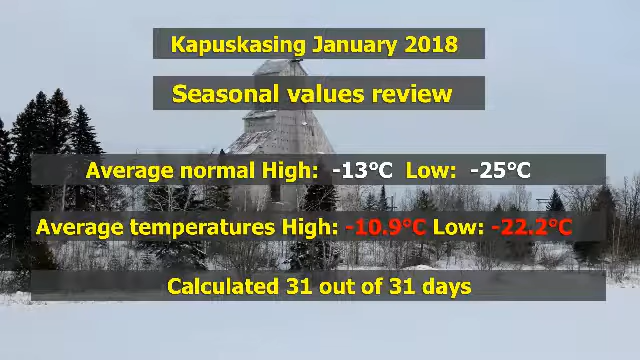 Kapuskasing January 2018
Seasonal values review
Average normal High: -13°C Low: -25°C
Average temperatures High: -10.9°C Low: -22.2°C
Calculated 31 out of 31 days